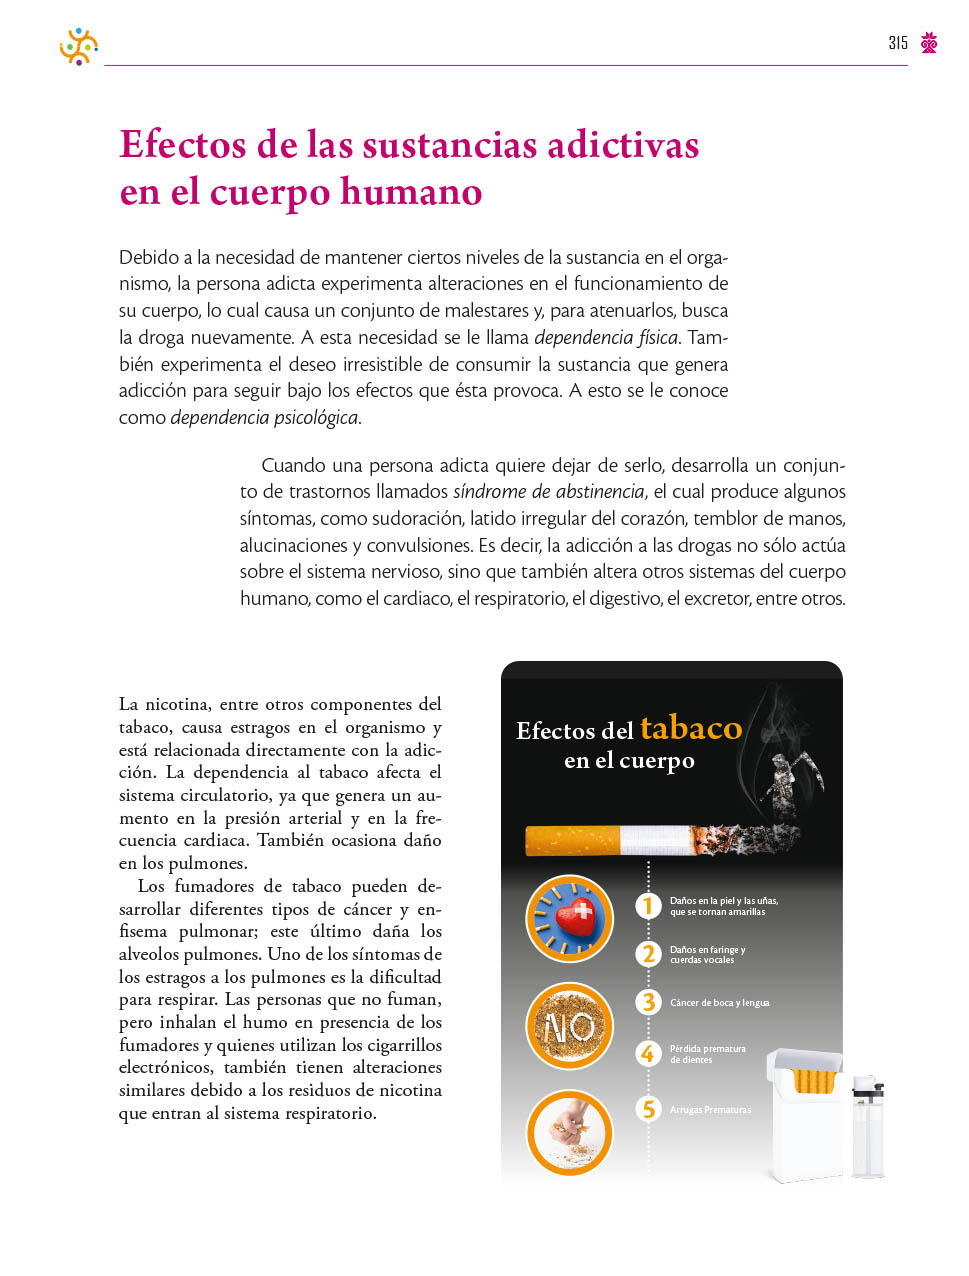 315
Efectos de las sustancias adictivas
en el cuerpo humano
Debido a la necesidad de mantener ciertos niveles de la sustancia en el orga-
nismo, la persona adicta experimenta alteraciones en el funcionamiento de
su cuerpo, lo cual causa un conjunto de malestares y, para atenuarlos, busca
la droga nuevamente. A esta necesidad se le llama dependencia física. Tam-
bién experimenta el deseo irresistible de consumir la sustancia que genera
adicción para seguir bajo los efectos que ésta provoca. A esto se le conoce
como dependencia psicológica.
Cuando una persona adicta quiere dejar de serlo, desarrolla un conjun-
to de trastornos llamados síndrome de abstinencia, el cual produce algunos
síntomas, como sudoración, latido irregular del corazón, temblor de manos,
alucinaciones y convulsiones. Es decir, la adicción a las drogas no sólo actúa
sobre el sistema nervioso, sino que también altera otros sistemas del cuerpo
humano, como el cardiaco, el respiratorio, el digestivo, el excretor, entre otros.
La nicotina, entre otros componentes del
tabaco, causa estragos en el organismo y
está relacionada directamente con la adic-
ción. La dependencia al tabaco afecta el
sistema circulatorio, ya que genera un au-
mento en la presión arterial y en la fre-
cuencia cardiaca. También ocasiona daño
en los pulmones.
Los fumadores de tabaco pueden de-
sarrollar diferentes tipos de cáncer y en-
fisema pulmonar; este último daña los
alveolos pulmones. Uno de los síntomas de
los estragos a los pulmones es la dificultad
para respirar. Las personas que no fuman,
pero inhalan el humo en presencia de los
fumadores y quienes utilizan los cigarrillos
electrónicos, también tienen alteraciones
similares debido a los residuos de nicotina
que entran al sistema respiratorio.
Efectos del tabaco
en el cuerpo
1 Daños en la piel y las uñas,
que se tornan amarillas
2 Daños en faringe y
cuerdas vocales
3 Cáncer de boca y lengua
NO
4 Pérdida prematura
de dientes
5 Arrugas Prematuras